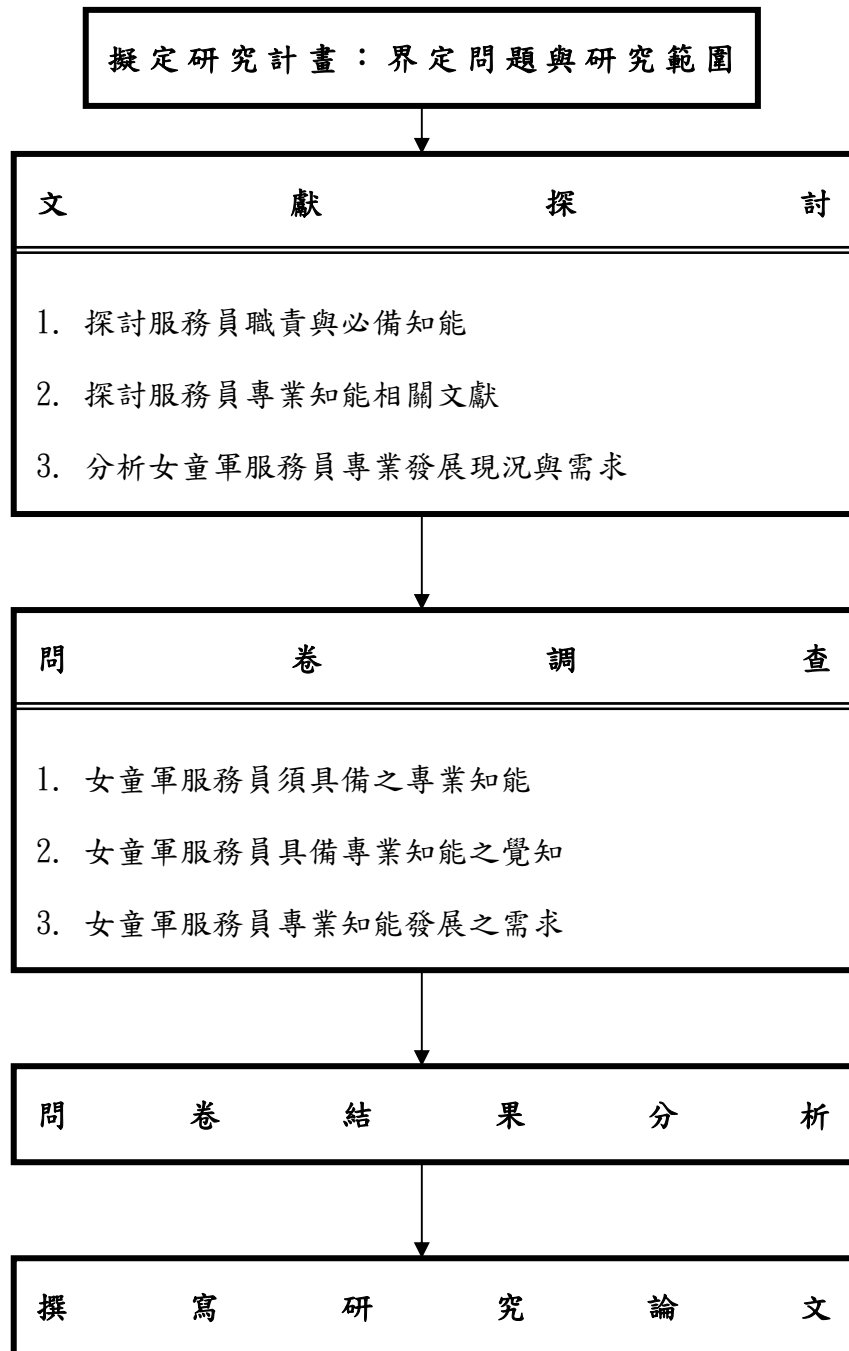 擬定研究計畫：界定問題與研究範圍
文獻探討
1. 探討服務員職責與必備知能
2. 探討服務員專業知能相關文獻
3. 分析女童軍服務員專業發展現況與需求
問卷調查
1. 女童軍服務員須具備之專業知能
2. 女童軍服務員具備專業知能之覺知
3. 女童軍服務員專業知能發展之需求
問卷結果分析
撰寫研究論文